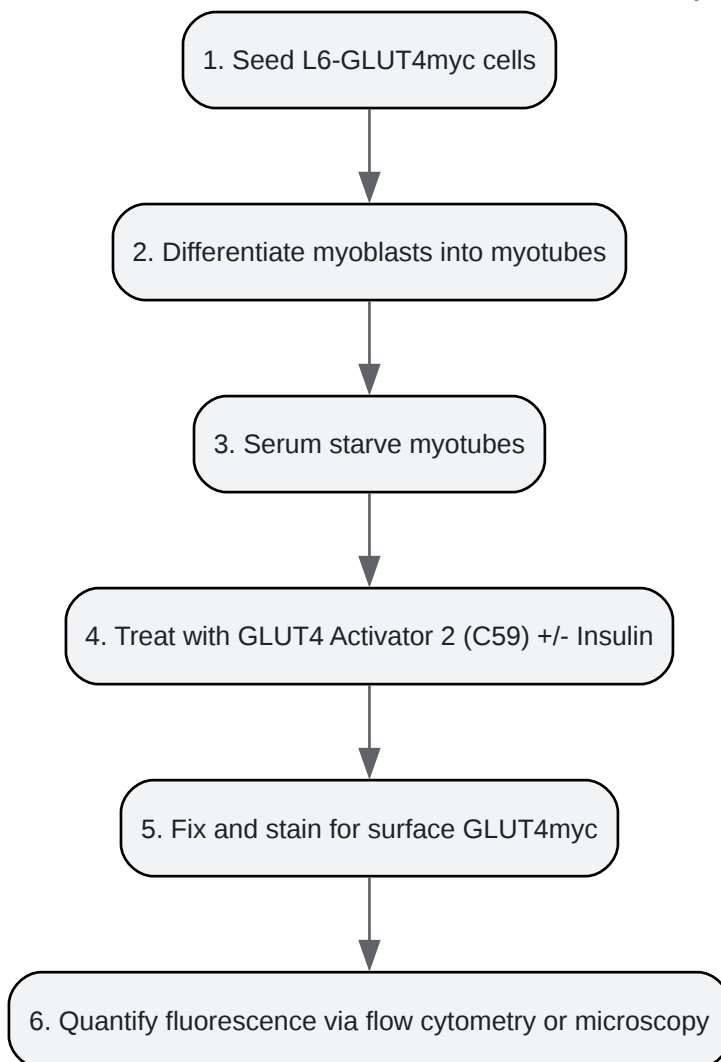 1. Seed L6-GLUT4myc cells
2. Differentiate myoblasts into myotubes
3. Serum starve myotubes
4. Treat with GLUT4 Activator 2 (C59) +/- Insulin
5. Fix and stain for surface GLUT4myc
6. Quantify fluorescence via flow cytometry or microscopy